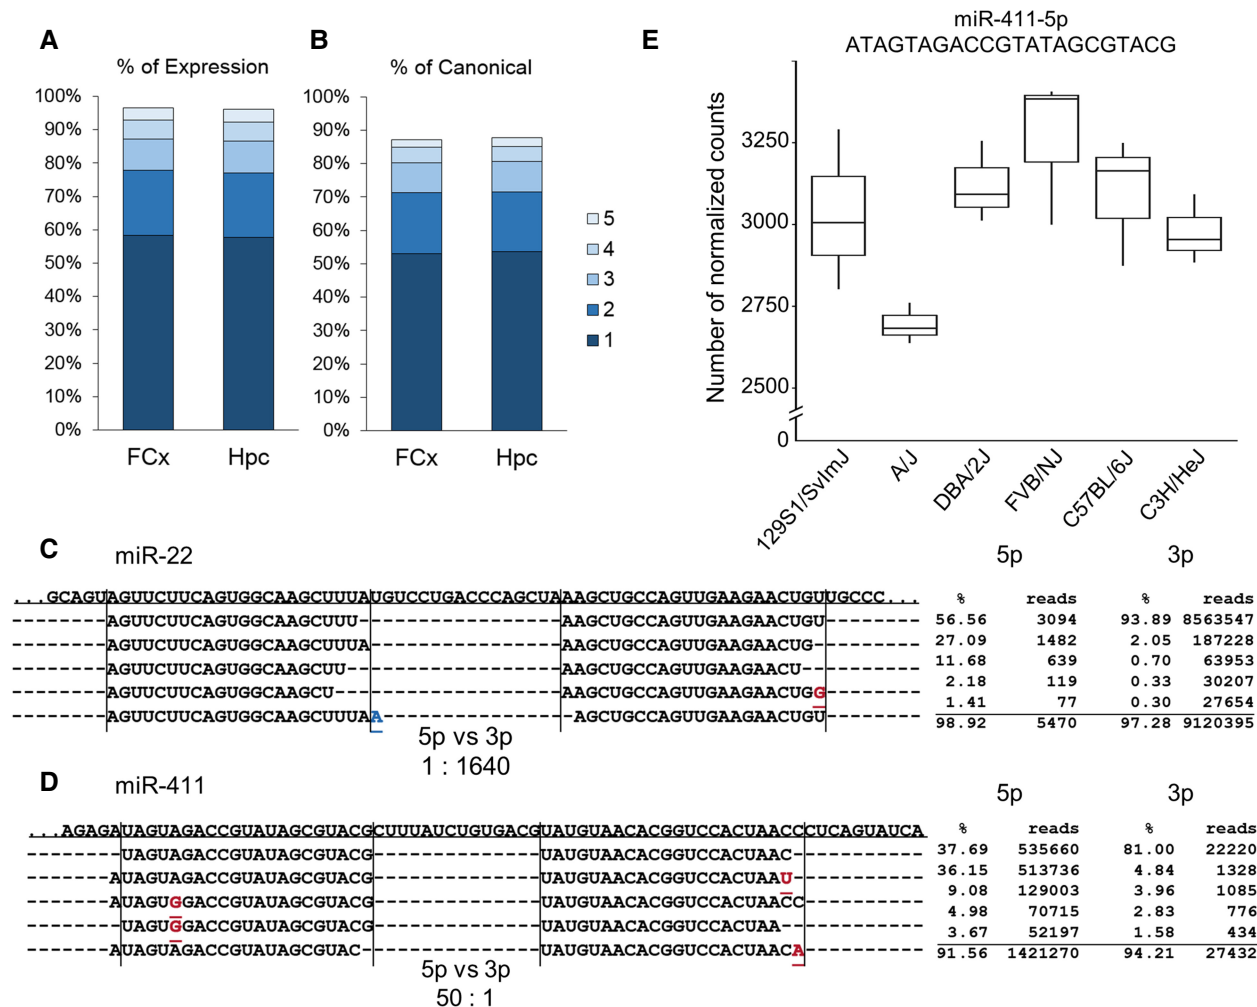 A
% of Expression
100%
90%
80%
70%
60%
50%
40%
30%
20%
10%
0%
FCx Hpc
B
% of Canonical
100%
90%
80%
70%
60%
50%
40%
30%
20%
10%
0%
FCx Hpc
5
4
3
2
1
E
miR-411-5p
ATAGTAGACCGTATAGCGTACG
Number of normalized counts
3250
3000
2750
2500
0
129S1/SvImJ
A/J
DBA/2J
FVB/NJ
C57BL/6J
C3H/HeJ
C
miR-22
5p 3p
...GCAGUAGUUCUUCAGUGGCAAGCUUUAUGUCCUGACCCAGCUAAAGCUGCCAGUUGAAGAACUGUUGCCC...
% reads % reads
AGUUCUUCAGUGGCAAGCUUU AAGCUGCCAGUUGAAGAACUGU 56.56 3094 93.89 8563547
AGUUCUUCAGUGGCAAGCUUUA AAGCUGCCAGUUGAAGAACUG 27.09 1482 2.05 187228
AGUUCUUCAGUGGCAAGCUU AAGCUGCCAGUUGAAGAACU 11.68 639 0.70 63953
AGUUCUUCAGUGGCAAGCU AAGCUGCCAGUUGAAGAACUGG 2.18 119 0.33 30207
AGUUCUUCAGUGGCAAGCUUUAA AGCUGCCAGUUGAAGAACUGU 1.41 77 0.30 27654
98.92 5470 97.28 9120395
5p vs 3p
1 : 1640
D
miR-411
5p 3p
...AGAGAUAGUAGACCGUAUAGCGUACGCUUUAUCUGUGACGUAUGUAACACGGUCCACUAACCCUCAGUAUCA
% reads % reads
UAGUAGACCGUAUAGCGUACG UAUGUAACACGGUCCACUAAC 37.69 535660 81.00 22220
AUAGUAGACCGUAUAGCGUACG UAUGUAACACGGUCCACUAAU 36.15 513736 4.84 1328
AUAGUGGACCGUAUAGCGUACG UAUGUAACACGGUCCACUAACC 9.08 129003 3.96 1085
UAGUGGACCGUAUAGCGUACG UAUGUAACACGGUCCACUAA 4.98 70715 2.83 776
AUAGUAGACCGUAUAGCGUAC UAUGUAACACGGUCCACUAACA 3.67 52197 1.58 434
91.56 1421270 94.21 27432
5p vs 3p
50 : 1